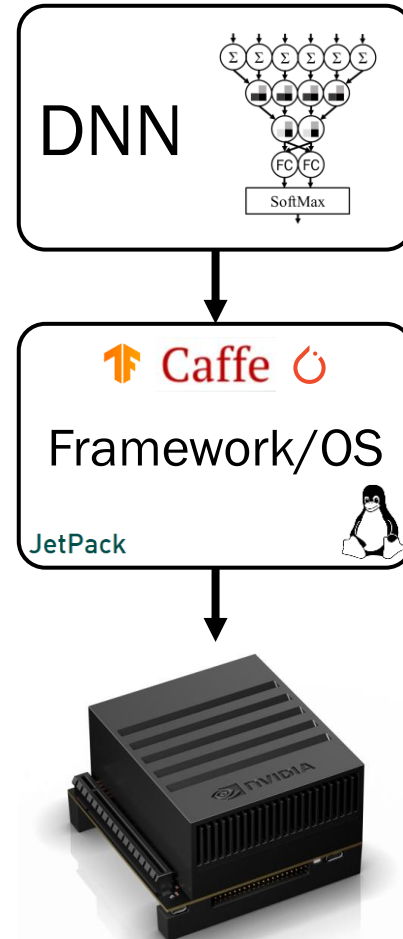 Σ Σ Σ Σ Σ Σ
DNN
FC FC
SoftMax
Caffe
Framework/OS
JetPack
NVIDIA